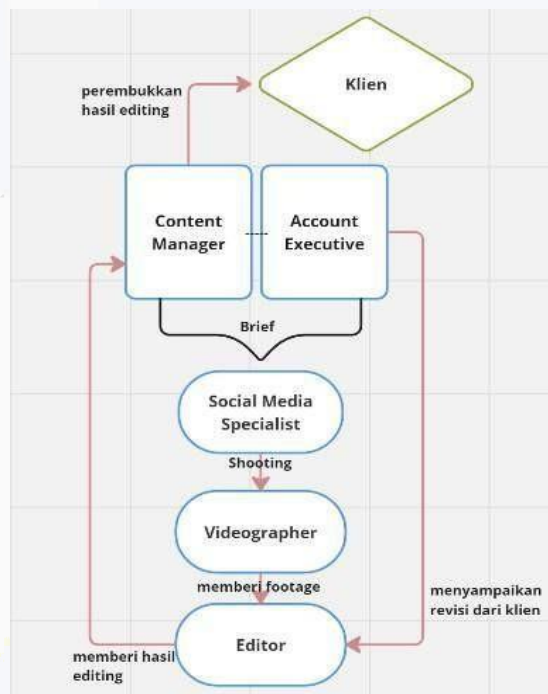 Klien
perembukkan
hasil editing
Content
Manager
Account
Executive
Brief
Social Media
Specialist
Shooting
Videographer
memberi footage
menyampaikan
revisi dari klien
Editor
memberi hasil
editing